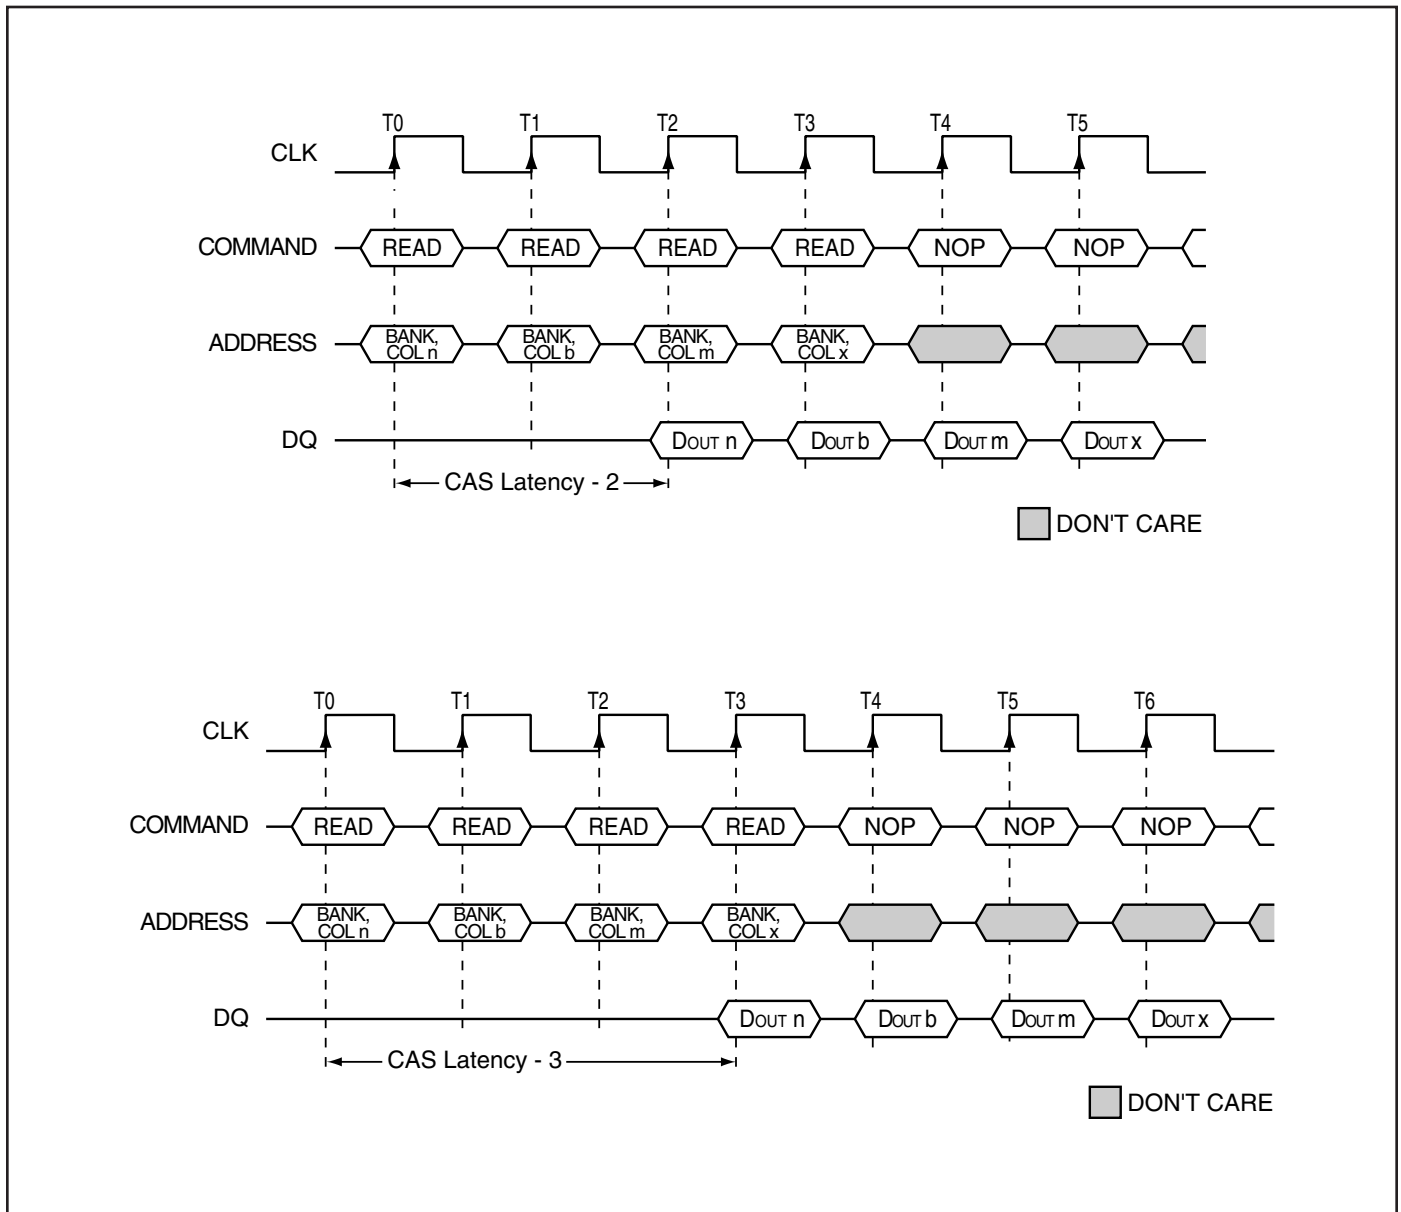 T0 T1 T2 T3 T4 T5
CLK
COMMAND READ READ READ READ NOP NOP
ADDRESS BANK, COL n BANK, COL b BANK, COL m BANK, COL x
DQ DOUT n DOUT b DOUT m DOUT x
CAS Latency - 2
DON'T CARE
T0 T1 T2 T3 T4 T5 T6
CLK
COMMAND READ READ READ READ NOP NOP NOP
ADDRESS BANK, COL n BANK, COL b BANK, COL m BANK, COL x
DQ DOUT n DOUT b DOUT m DOUT x
CAS Latency - 3
DON'T CARE